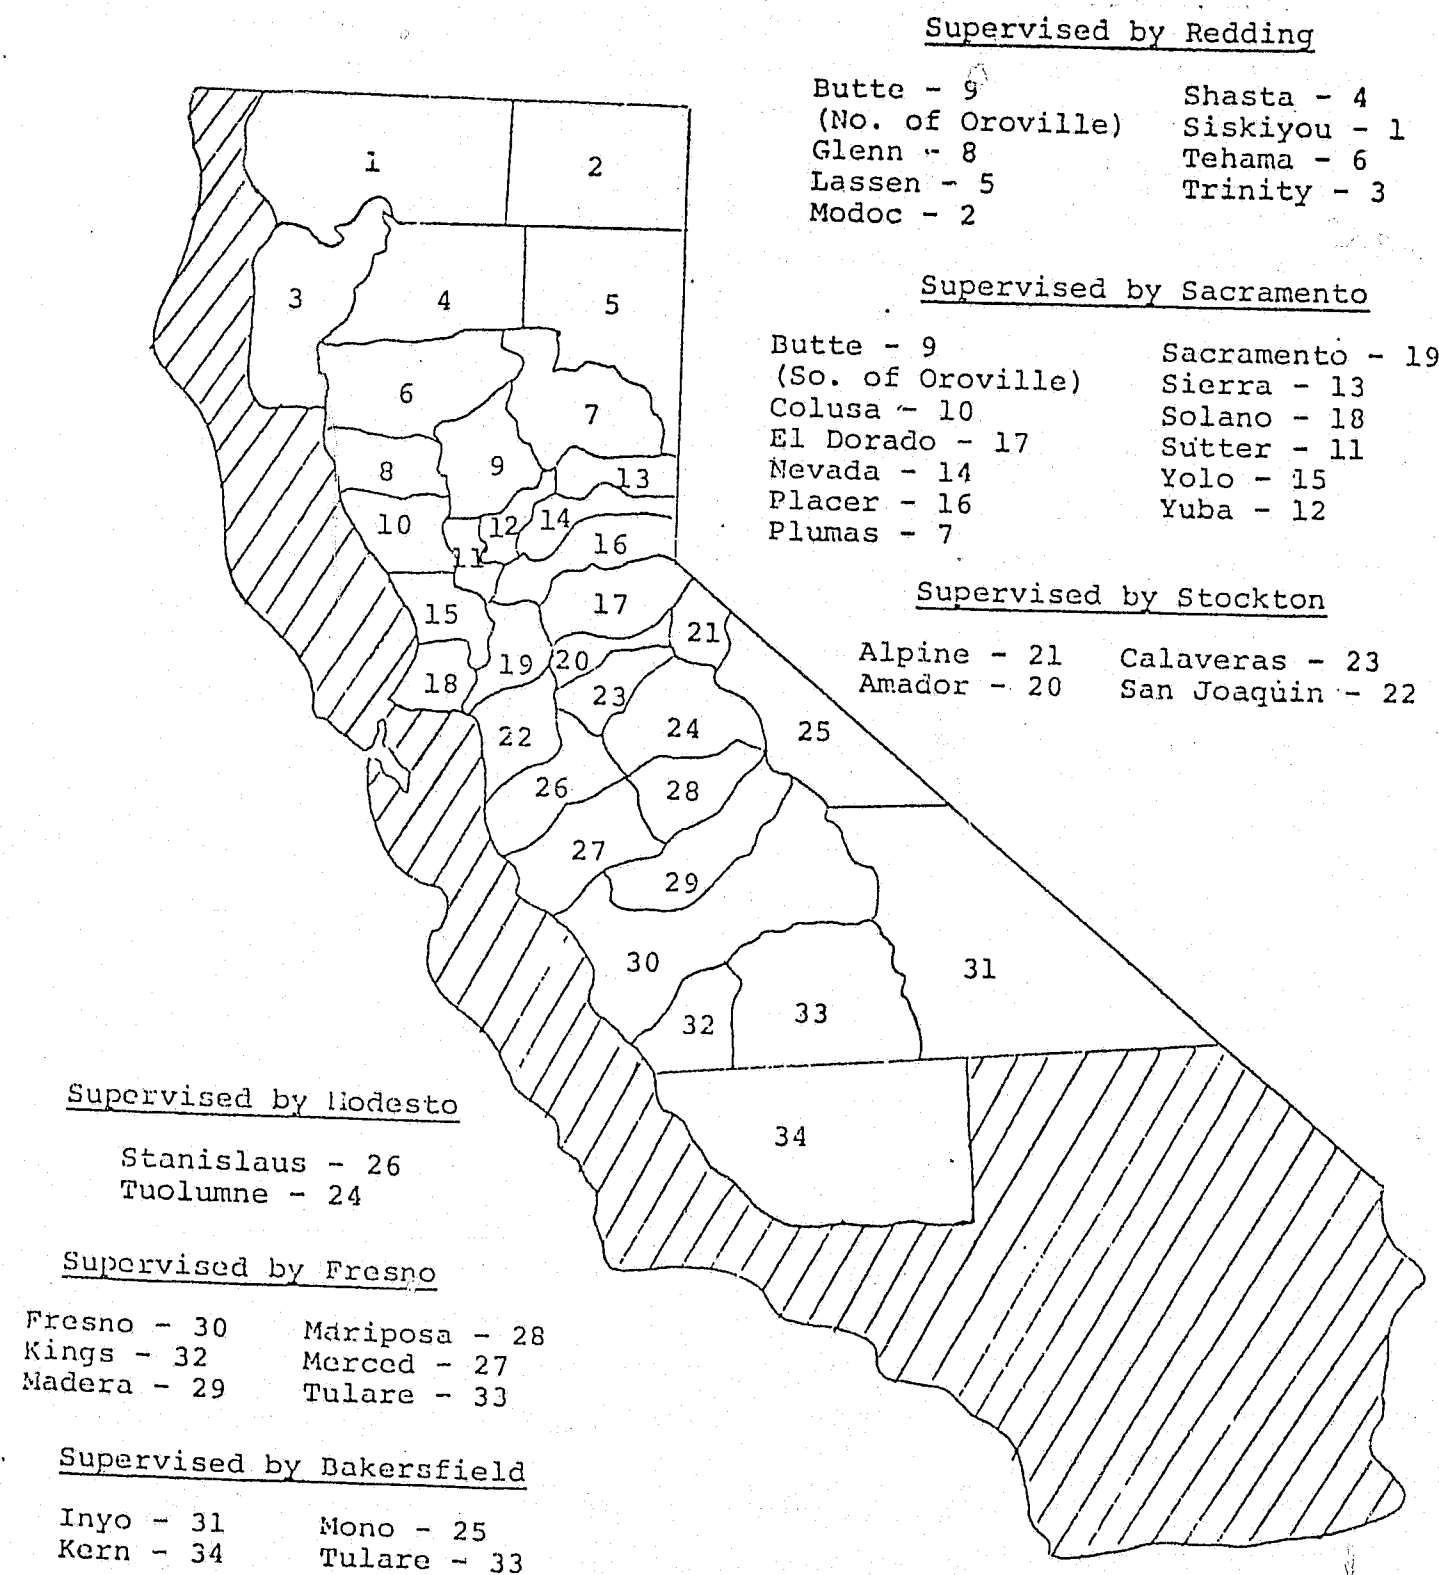 Supervised by Redding
Butte - 9
(No. of Oroville)
Glenn - 8
Lassen - 5
Modoc - 2
Shasta - 4
Siskiyou - 1
Tehama - 6
Trinity - 3
Supervised by Sacramento
Butte - 9
(So. of Oroville)
Colusa - 10
El Dorado - 17
Nevada - 14
Placer - 16
Plumas - 7
Sacramento - 19
Sierra - 13
Solano - 18
Sutter - 11
Yolo - 15
Yuba - 12
Supervised by Stockton
Alpine - 21
Amador - 20
Calaveras - 23
San Joaquin - 22
1
2
3
4
5
6
7
8
9
13
10
12
14
11
16
15
17
21
19
20
18
23
22
24
25
26
28
27
29
30
31
32
33
34
Supervised by Modesto
Stanislaus - 26
Tuolumne - 24
Supervised by Fresno
Fresno - 30
Kings - 32
Madera - 29
Mariposa - 28
Merced - 27
Tulare - 33
Supervised by Bakersfield
Inyo - 31
Kern - 34
Mono - 25
Tulare - 33